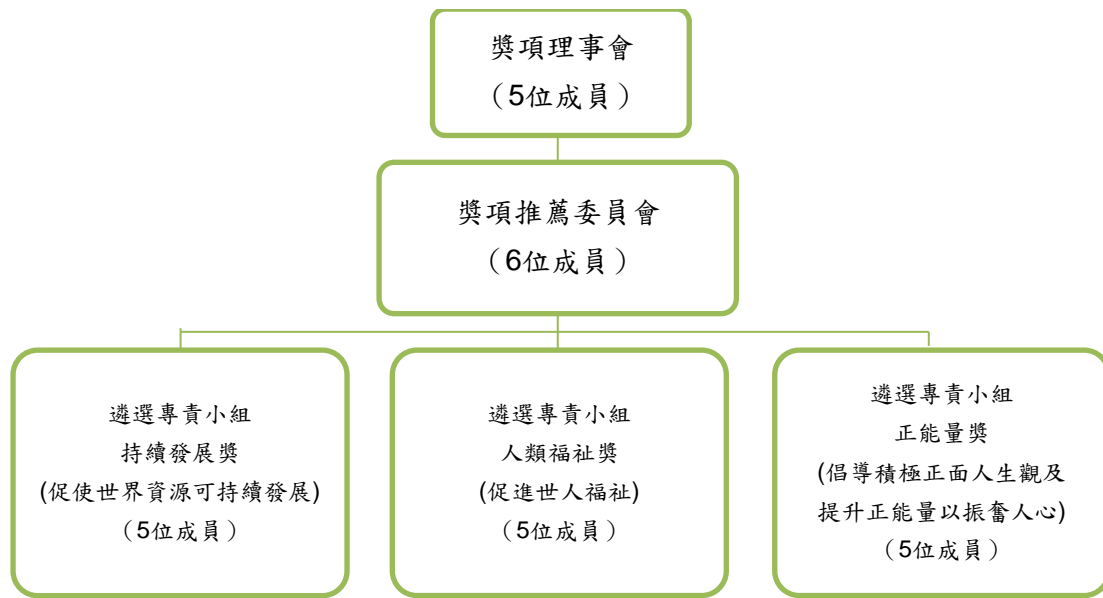 獎項理事會
（5位成員）
獎項推薦委員會
（6位成員）
遴選專責小組
持續發展獎
(促使世界資源可持續發展)
（5位成員）
遴選專責小組
人類福祉獎
(促進世人福祉)
（5位成員）
遴選專責小組
正能量獎
(倡導積極正面人生觀及
提升正能量以振奮人心)
（5位成員）